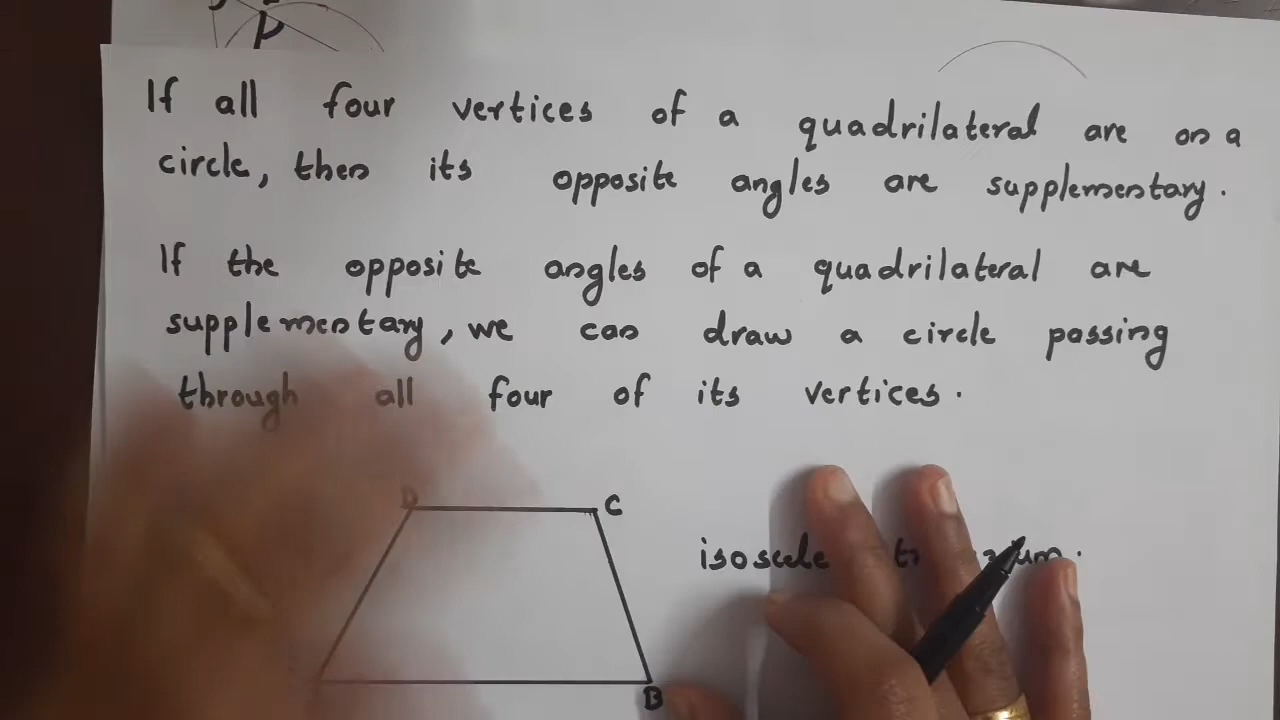 If all four vertices of a quadrilateral are on a
circle, then its opposite angles are supplementary.
If the opposite angles of a quadrilateral are
supplementary, we can draw a circle passing
through all four of its vertices.
D C
B